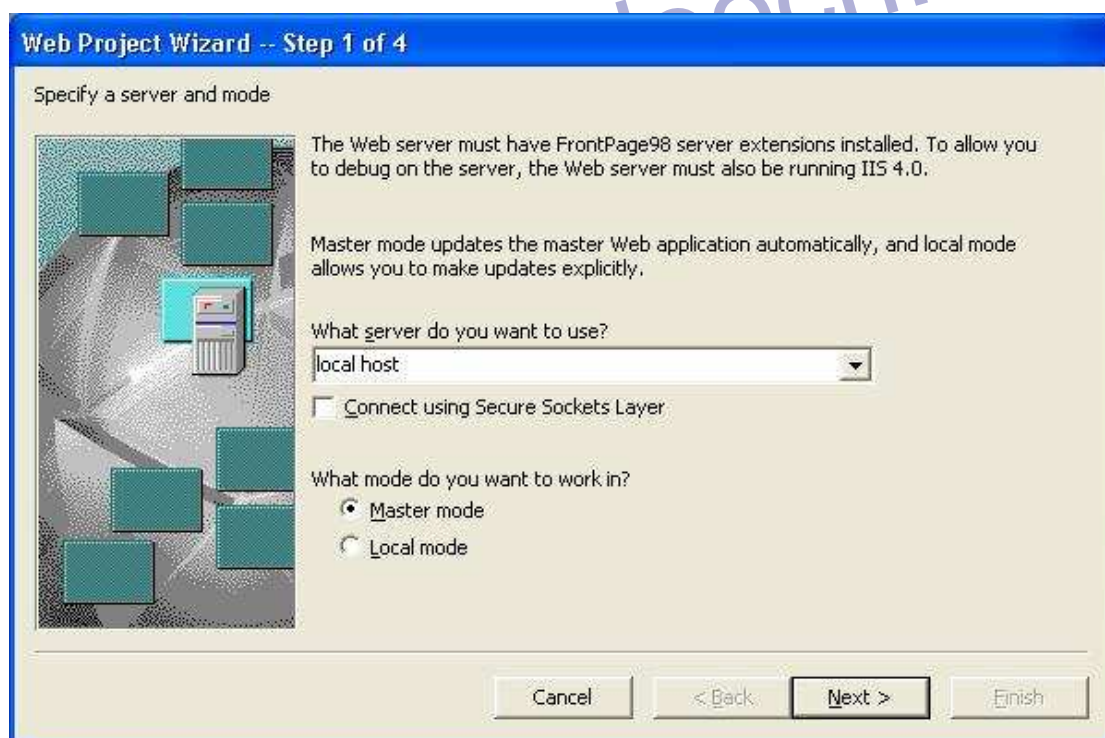 Web Project Wizard -- Step 1 of 4
Specify a server and mode
The Web server must have FrontPage98 server extensions installed. To allow you
to debug on the server, the Web server must also be running IIS 4.0.
Master mode updates the master Web application automatically, and local mode
allows you to make updates explicitly.
What server do you want to use?
local host
Connect using Secure Sockets Layer
What mode do you want to work in?
Master mode
Local mode
Cancel
< Back
Next >
Finish